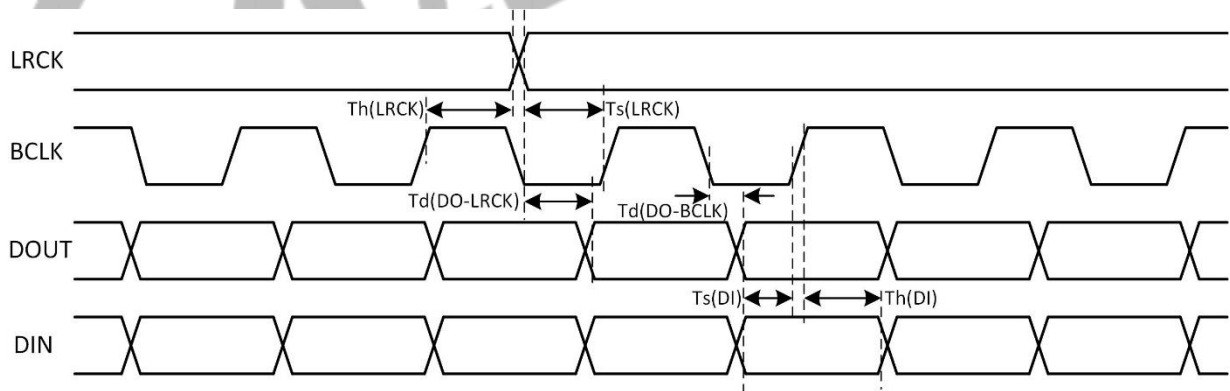 LRCK
Th(LRCK) Ts(LRCK)
BCLK
Td(DO-LRCK) Td(DO-BCLK)
DOUT
Ts(DI) Th(DI)
DIN